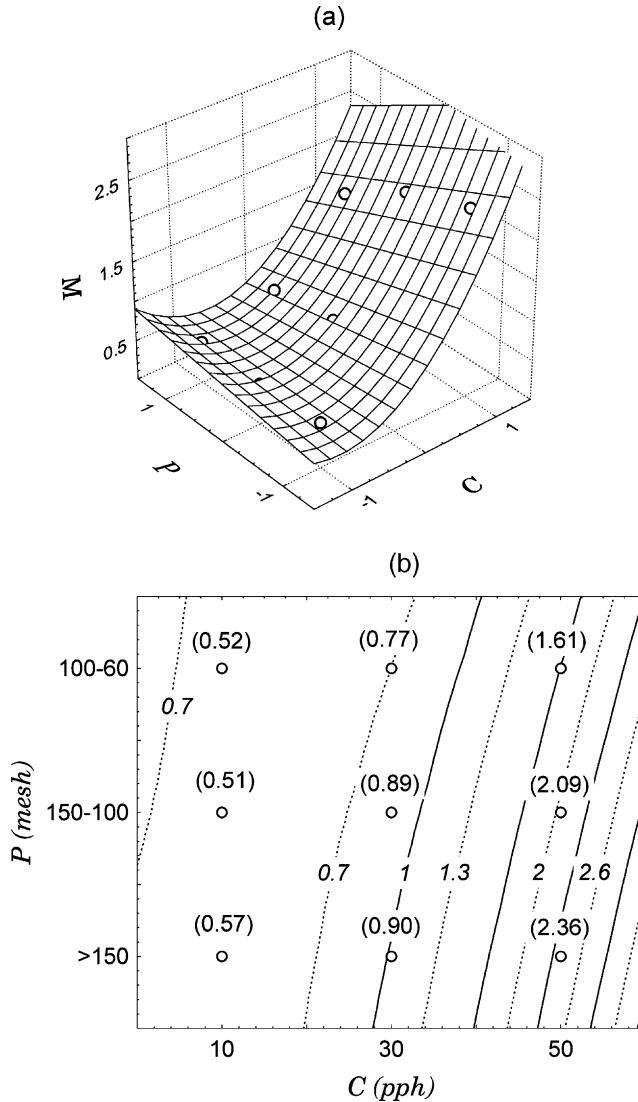 (a)
2.5
1.5
0.5
M
1
-1
P
-1
1
C
(b)
100-60
150-100
>150
P (mesh)
(0.52) (0.77) (1.61)
0.7
(0.51) (0.89) (2.09)
0.7 1 1.3 2 2.6
(0.57) (0.90) (2.36)
10 30 50
C (pph)